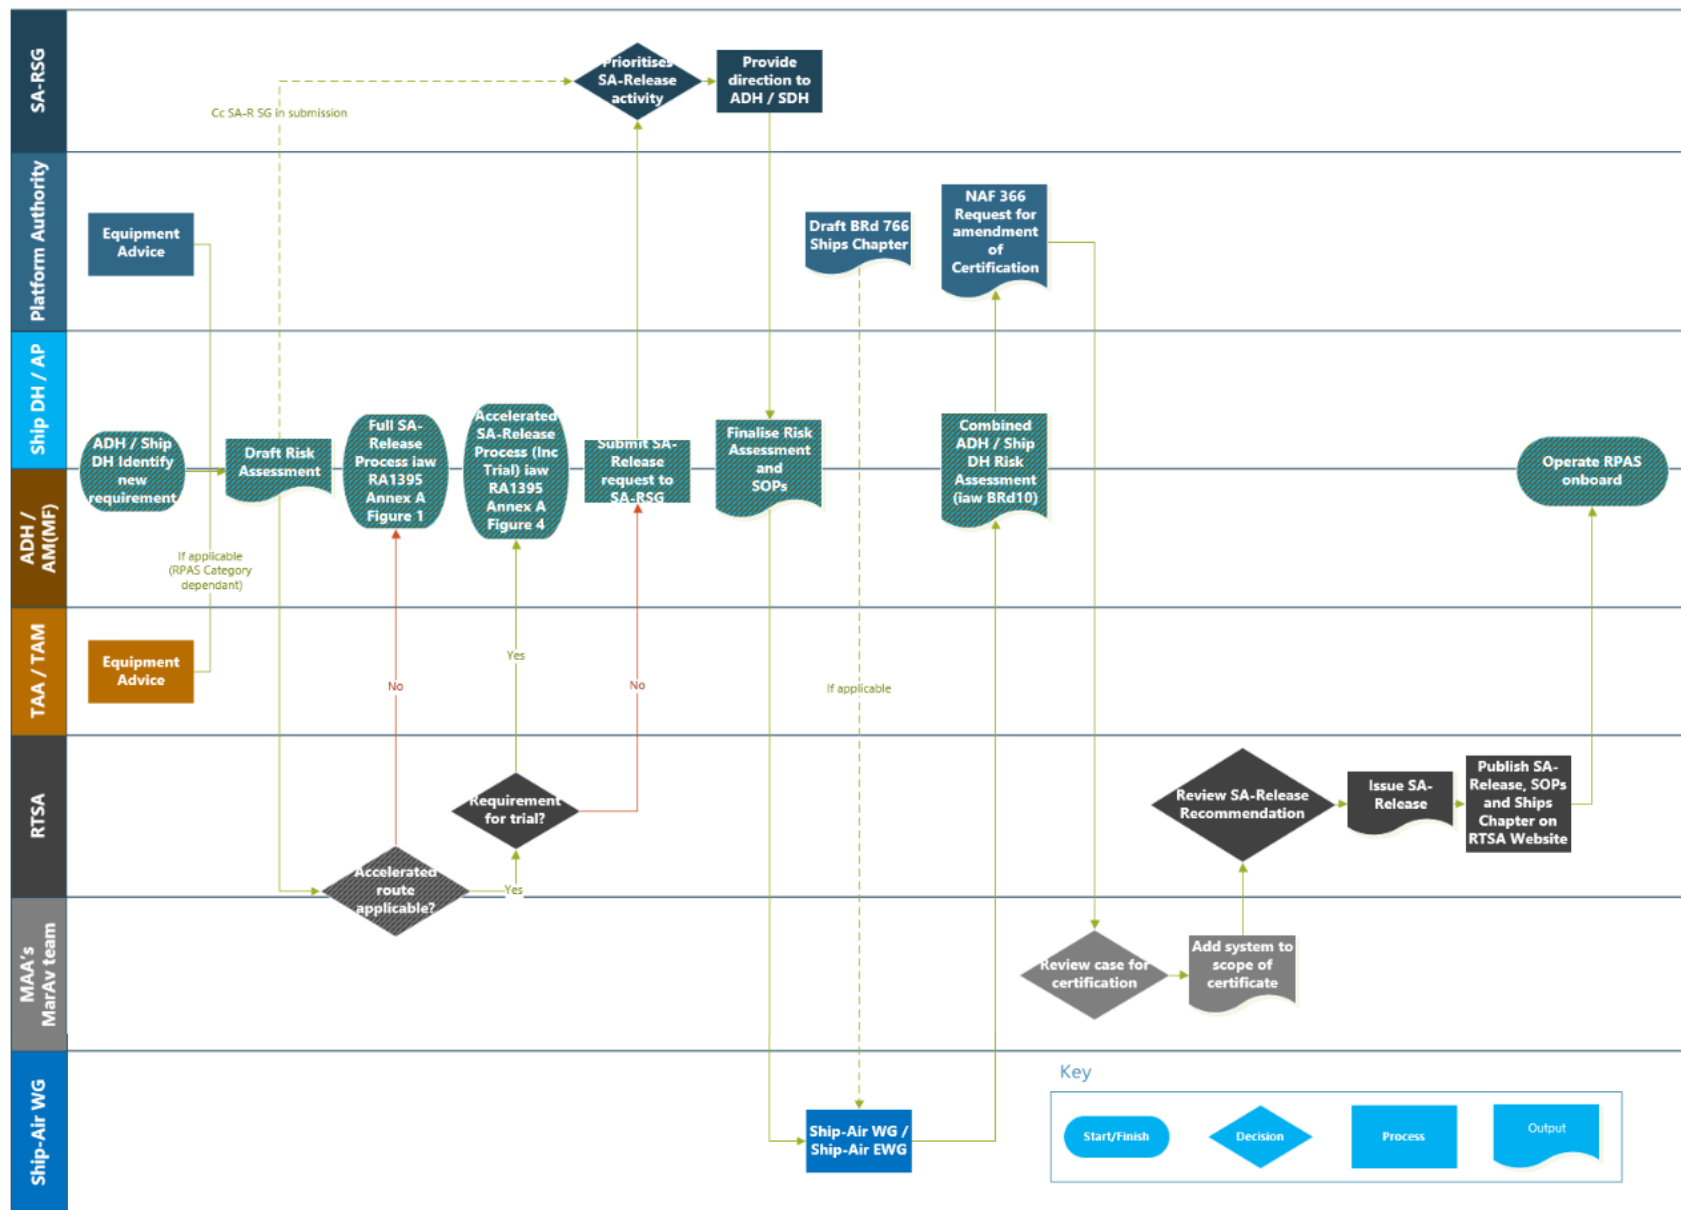 SA-RSG
Prioritises
SA-Release
activity
Provide
direction to
ADH / SDH
Cc SA-R SG in submission
Platform Authority
Equipment
Advice
Draft BRd 766
Ships Chapter
NAF 366
Request for
amendment
of
Certification
Ship DH / AP
ADH / Ship
DH Identify
new
requirement
Draft Risk
Assessment
Full SA-
Release
Process iaw
RA1395
Annex A
Figure 1
Accelerated
SA-Release
Process (Inc
Trial) iaw
RA1395
Annex A
Figure 4
Submit SA-
Release
request to
SA-RSG
Finalise Risk
Assessment
and
SOPs
Combined
ADH / Ship
DH Risk
Assessment
(iaw BRd10)
Operate RPAS
onboard
ADH /
AM(MF)
If applicable
(RPAS Category
dependant)
TAA / TAM
Equipment
Advice
No
Yes
No
If applicable
RTSA
Requirement
for trial?
Accelerated
route
applicable?
Yes
Review SA-Release
Recommendation
Issue SA-
Release
Publish SA-
Release, SOPs
and Ships
Chapter on
RTSA Website
MAA's
MarAv team
Review case for
certification
Add system to
scope of
certificate
Ship-Air WG
Ship-Air WG /
Ship-Air EWG
Key
Start/Finish
Decision
Process
Output